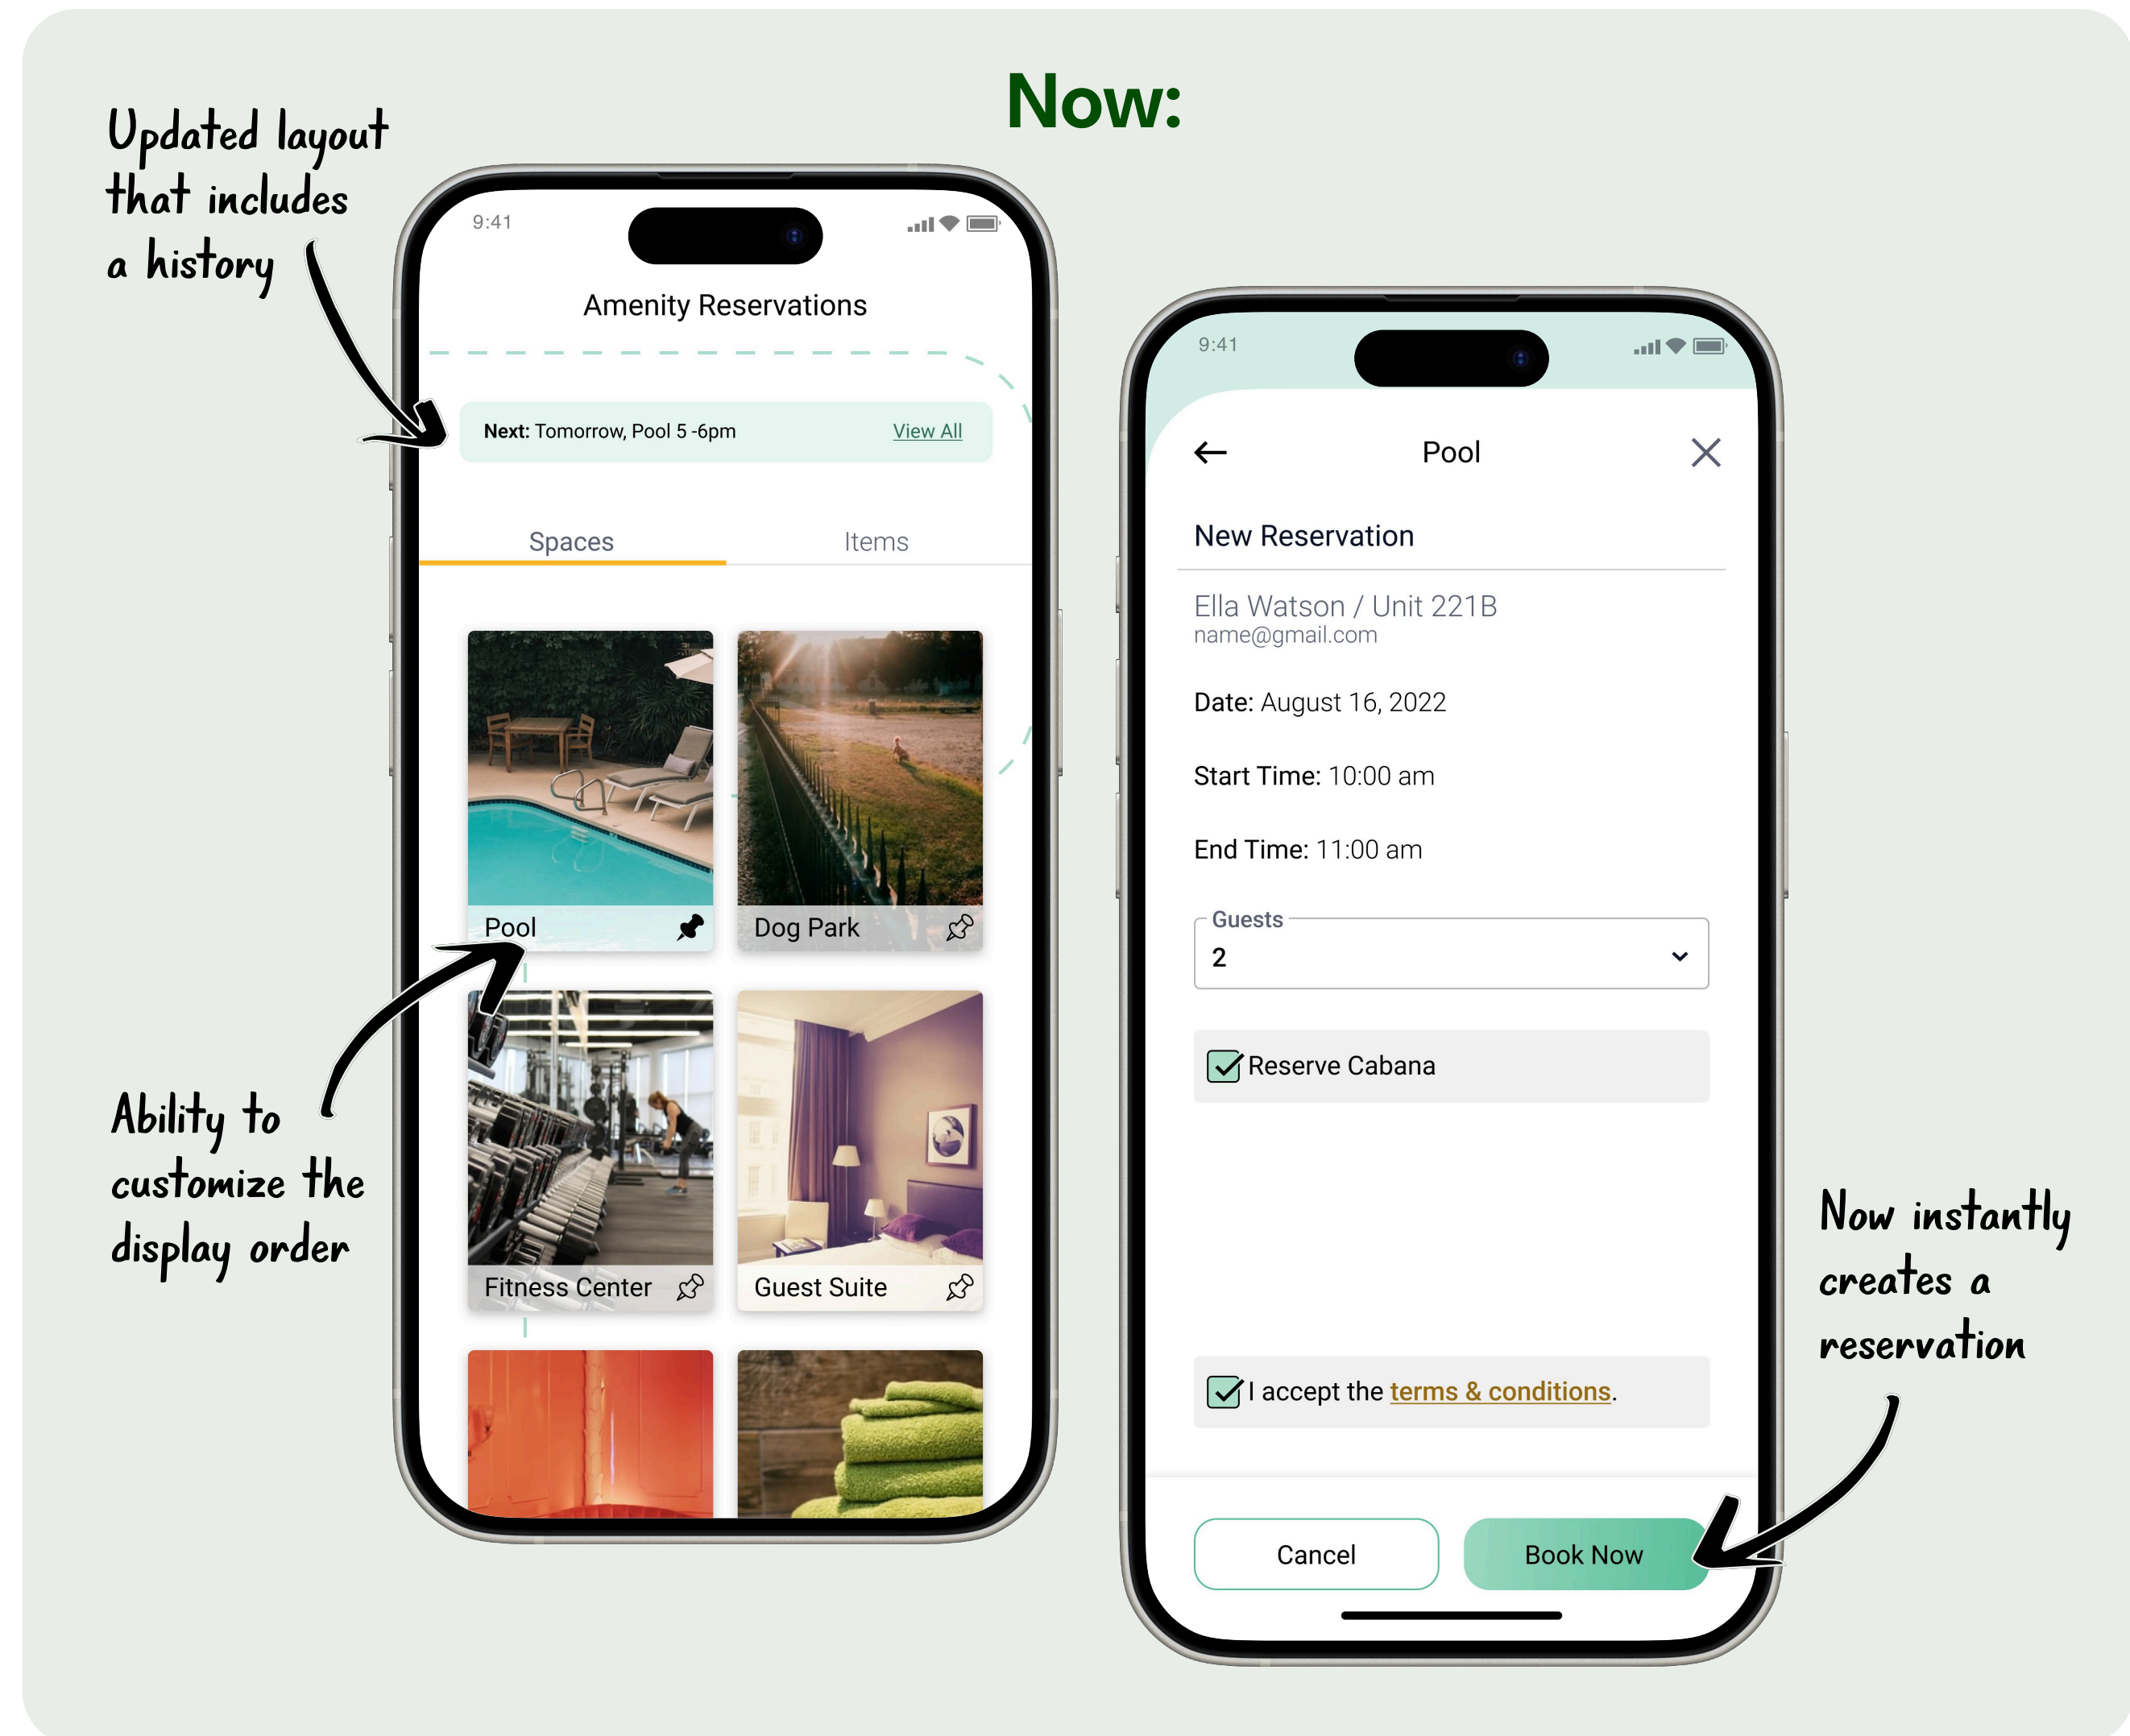 Now:
Updated layout
that includes
a history
9:41
Amenity Reservations
Next: Tomorrow, Pool 5 -6pm
View All
Spaces
Items
Pool
Dog Park
Fitness Center
Guest Suite
Ability to
customize the
display order
9:41
Pool
New Reservation
Ella Watson / Unit 221B
name@gmail.com
Date: August 16, 2022
Start Time: 10:00 am
End Time: 11:00 am
Guests
2
Reserve Cabana
I accept the terms & conditions.
Cancel
Book Now
Now instantly
creates a
reservation